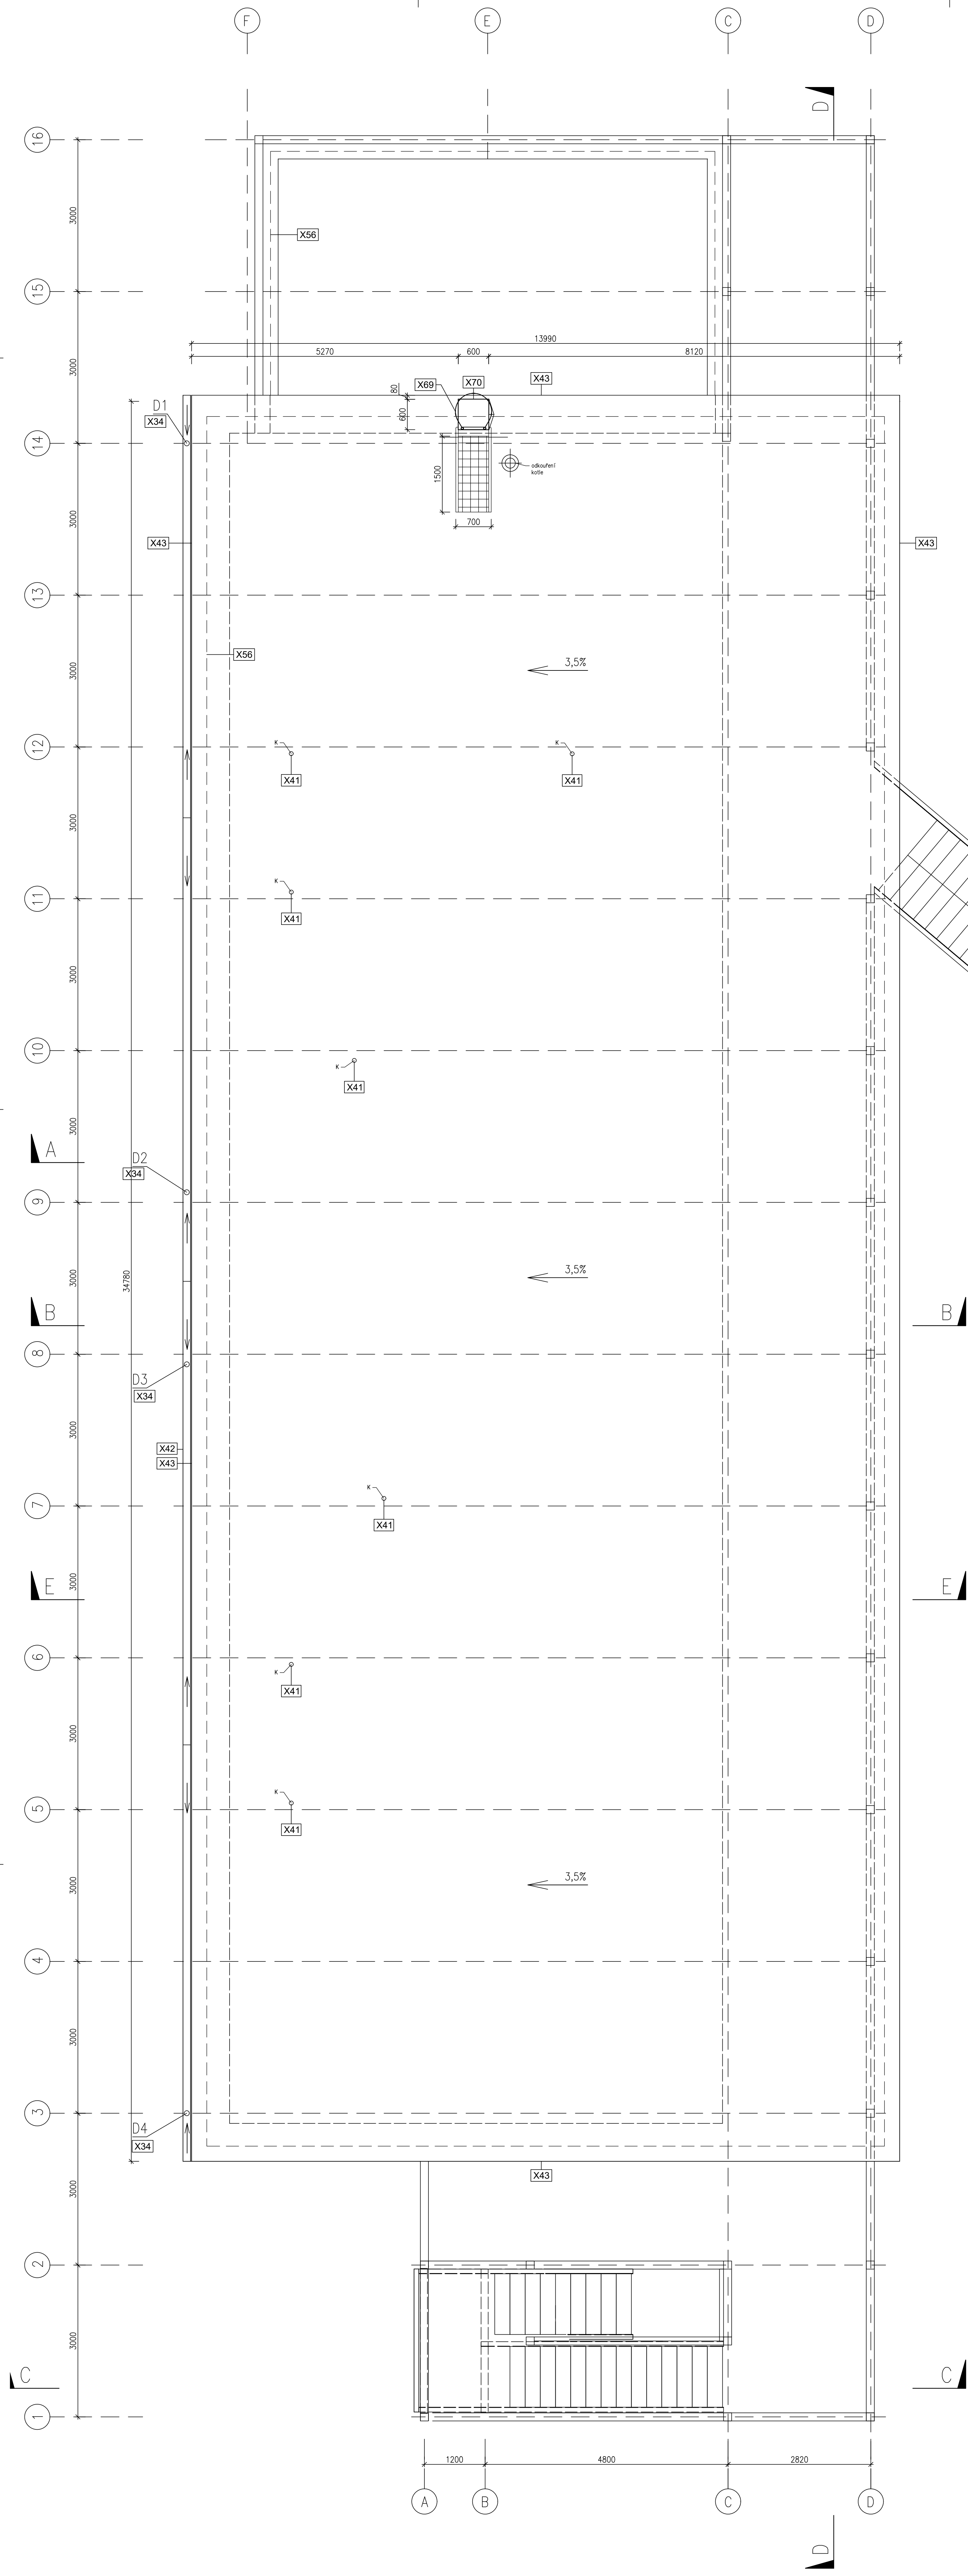 F E C D
D
16
3000
X56
15
3000
13990
5270 600 8120
X69 X70 X43
80
600
D1
X34
14
odkouření
kotle
1500
3000
700
X43 X43
13
X56
3,5%
3000
12
K K
X41 X41
3000
K
11
X41
3000
10
K
X41
3000
A
D2
X34
9
3000
3,5%
34780
B B
8
D3
X34
3000
X42
X43
K
7
X41
3000
E E
6
K
X41
3000
K
5
X41
3,5%
3000
4
3000
3
D4
X34
X43
3000
2
3000
C C
1
1200 4800 2820
A B C D
D